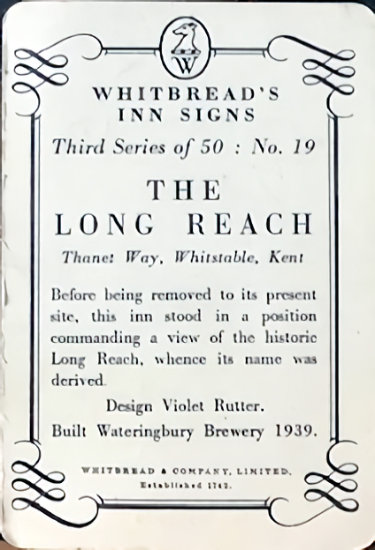 W
WHITBREAD'S
INN SIGNS
Third Series of 50 : No. 19
THE
LONG REACH
Thanet Way, Whitstable, Kent
Before being removed to its present
site, this inn stood in a position
commanding a view of the historic
Long Reach, whence its name was
derived.
Design Violet Rutter.
Built Wateringbury Brewery 1939.
WHITBREAD & COMPANY, LIMITED.
Established 1742.